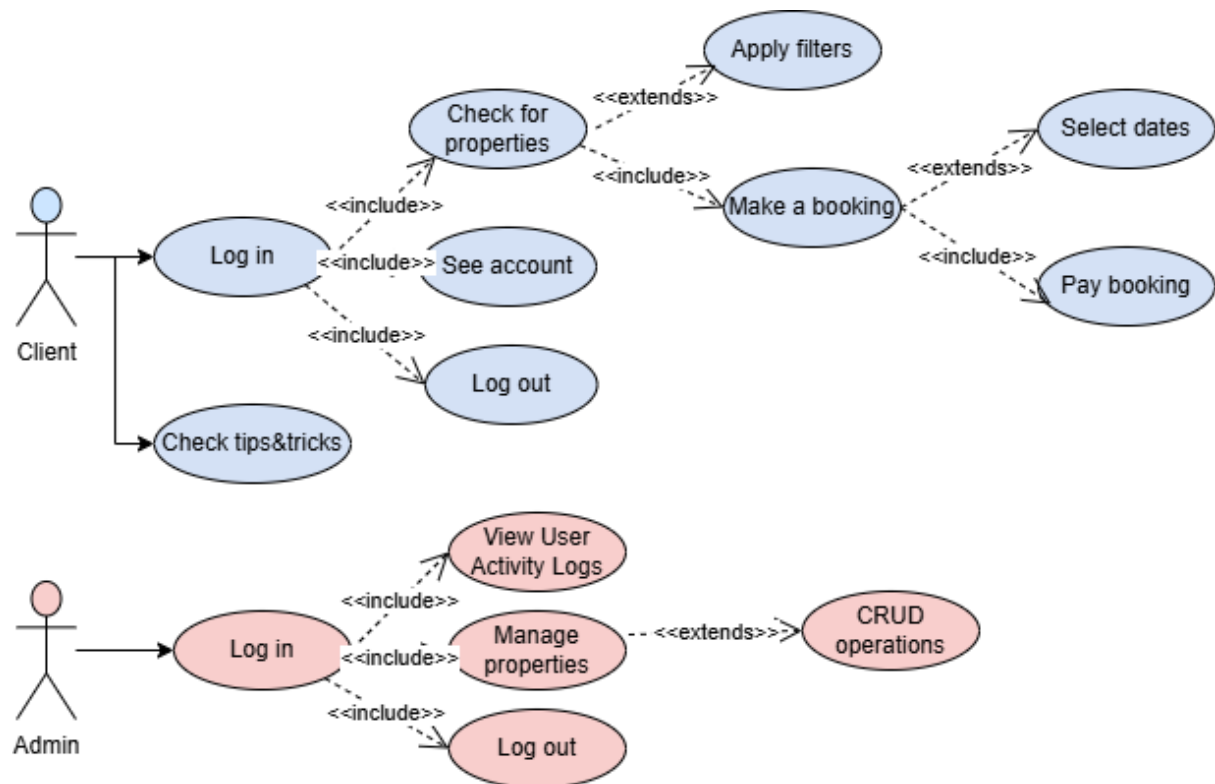 Apply filters
<<extends>>
Check for
properties
Select dates
<<extends>>
<<include>>
Make a booking
<<include>>
Log in
<<include>>
See account
<<include>>
Pay booking
<<include>>
Client
Log out
Check tips&tricks
View User
Activity Logs
<<include>>
CRUD
operations
Log in
<<include>>
Manage
properties
<<extends>>
<<include>>
Admin
Log out